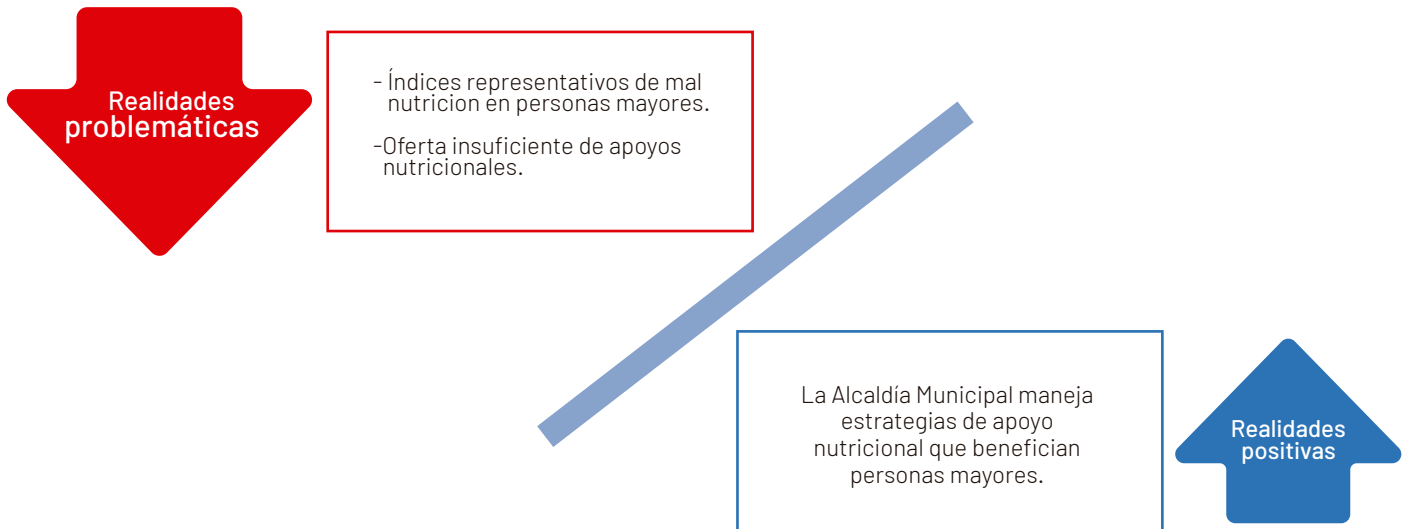 Realidades
problemáticas
- Índices representativos de mal
nutricion en personas mayores.
-Oferta insuficiente de apoyos
nutricionales.
La Alcaldía Municipal maneja
estrategias de apoyo
nutricional que benefician
personas mayores.
Realidades
positivas